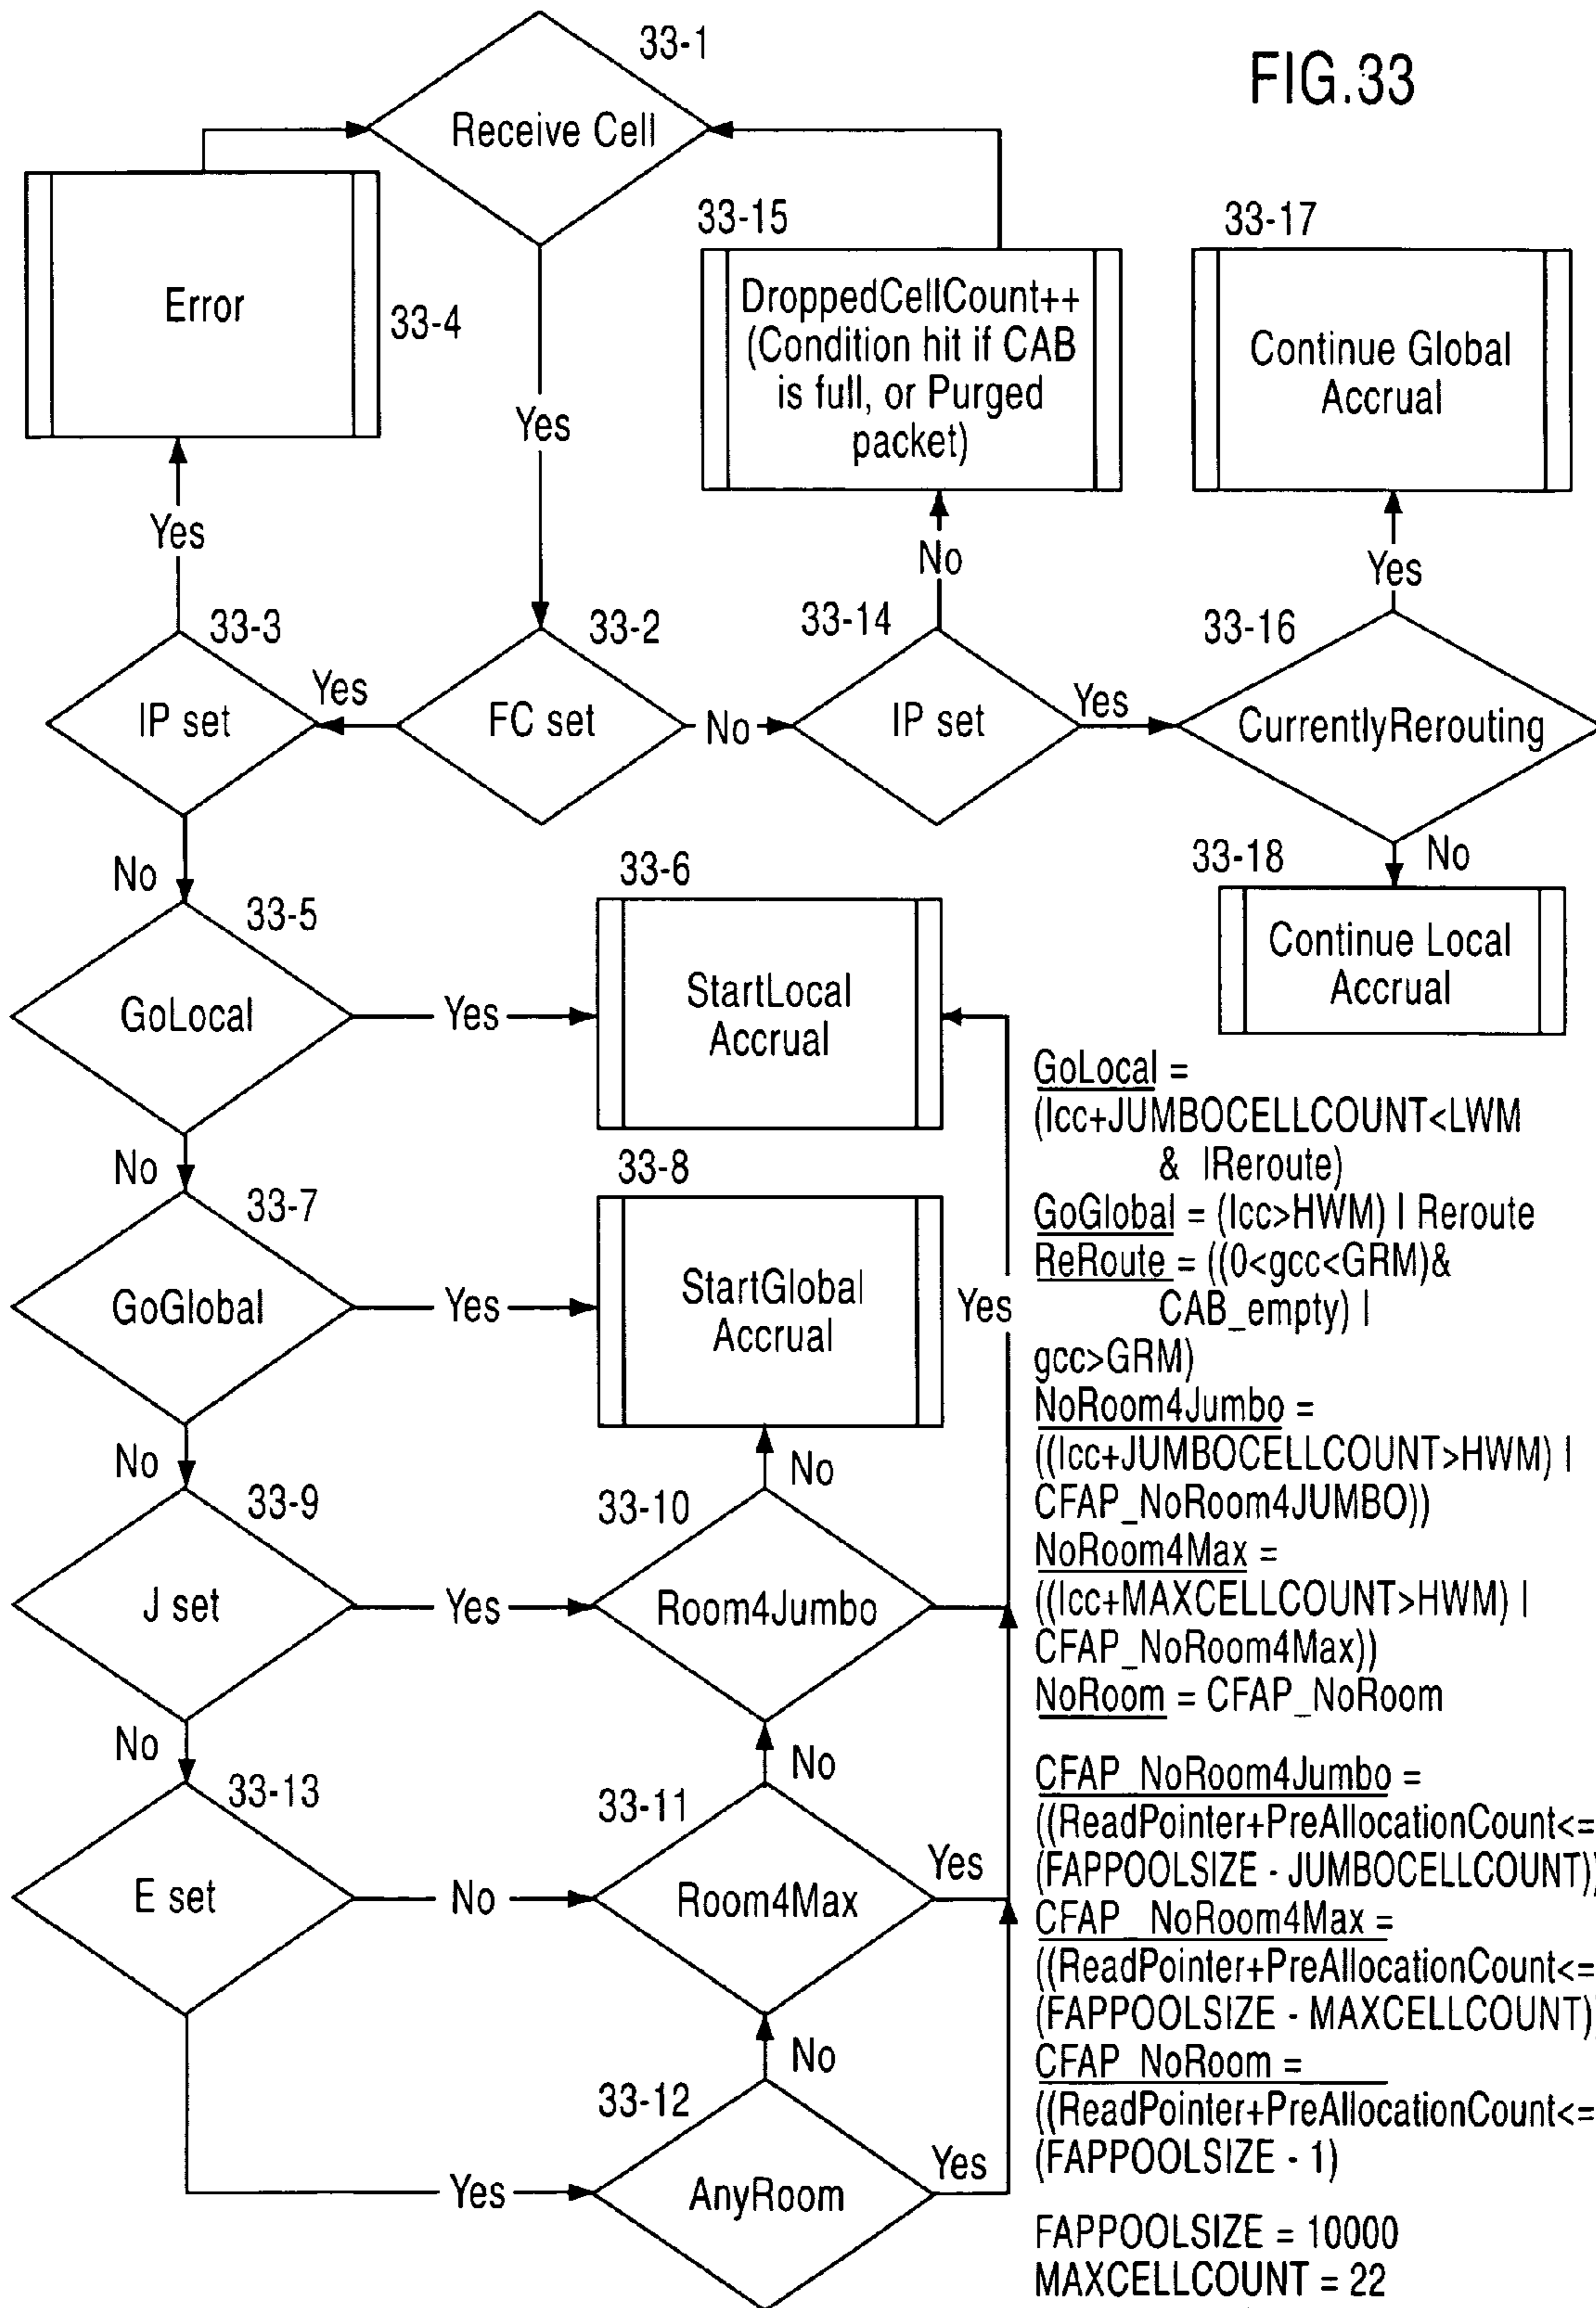 FIG.33
33-1
Receive Cell
Error
33-4
33-15
DroppedCellCount++
(Condition hit if CAB
is full, or Purged
packet)
33-17
Continue Global
Accrual
Yes
Yes
No
Yes
33-3
IP set
Yes
33-2
FC set
No
33-14
IP set
Yes
33-16
CurrentlyRerouting
No
33-18
Continue Local
Accrual
No
33-5
GoLocal
Yes
33-6
StartLocal
Accrual
No
33-7
GoGlobal
Yes
33-8
StartGlobal
Accrual
Yes
No
33-9
J set
Yes
33-10
Room4Jumbo
No
No
33-13
E set
No
33-11
Room4Max
No
Yes
Yes
33-12
AnyRoom
No
Yes
GoLocal =
(lcc+JUMBOCELLCOUNT<LWM
& !Reroute)
GoGlobal = (lcc>HWM) | Reroute
ReRoute = ((0<gcc<GRM)&
CAB_empty) |
gcc>GRM)
NoRoom4Jumbo =
((lcc+JUMBOCELLCOUNT>HWM) |
CFAP_NoRoom4JUMBO))
NoRoom4Max =
((lcc+MAXCELLCOUNT>HWM) |
CFAP_NoRoom4Max))
NoRoom = CFAP_NoRoom
CFAP_NoRoom4Jumbo =
((ReadPointer+PreAllocationCount<=
(FAPPOOLSIZE - JUMBOCELLCOUNT))
CFAP_NoRoom4Max =
((ReadPointer+PreAllocationCount<=
(FAPPOOLSIZE - MAXCELLCOUNT)
CFAP_NoRoom =
((ReadPointer+PreAllocationCount<=
(FAPPOOLSIZE - 1)
FAPPOOLSIZE = 10000
MAXCELLCOUNT = 22